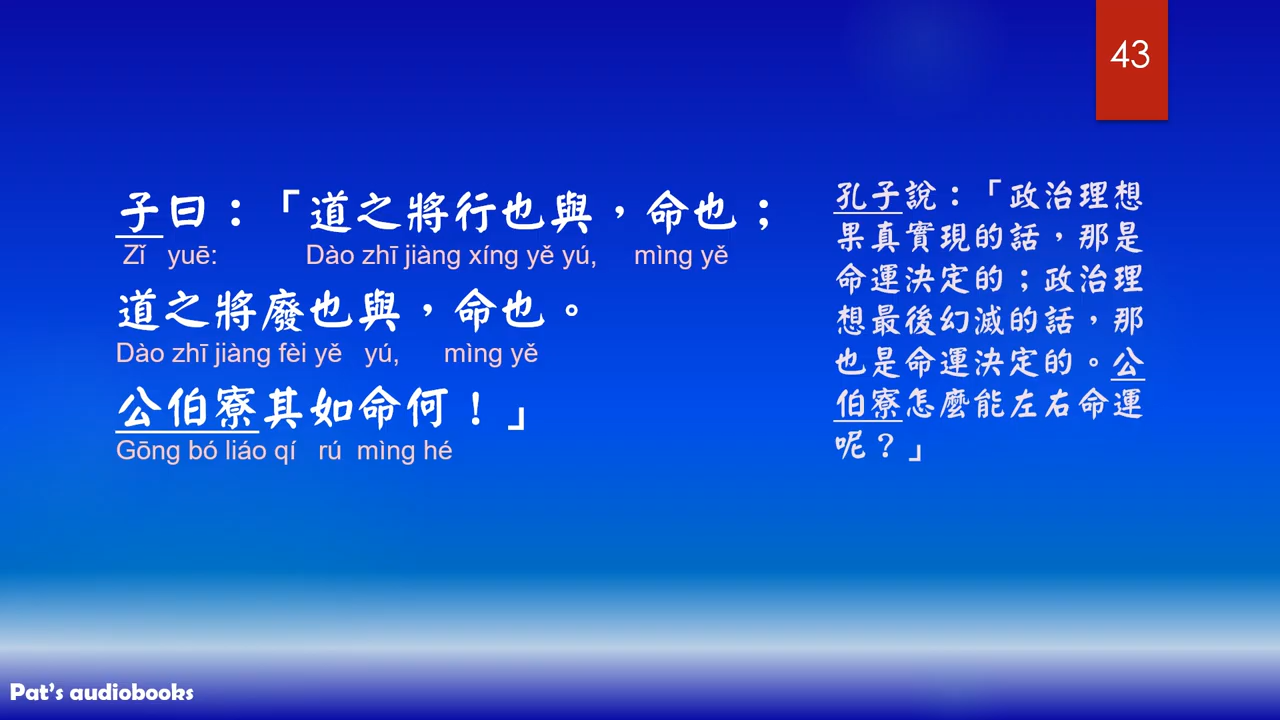 43
子曰：「道之將行也與，命也；
Zǐ yuē: Dào zhī jiàng xíng yě yú, mìng yě
道之將廢也與，命也。
Dào zhī jiàng fèi yě yú, mìng yě
公伯寮其如命何！」
Gōng bó liáo qí rú mìng hé
孔子說：「政治理想
果真實現的話，那是
命運決定的；政治理
想最後幻滅的話，那
也是命運決定的。公
伯寮怎麼能左右命運
呢？」
Pat's audiobooks